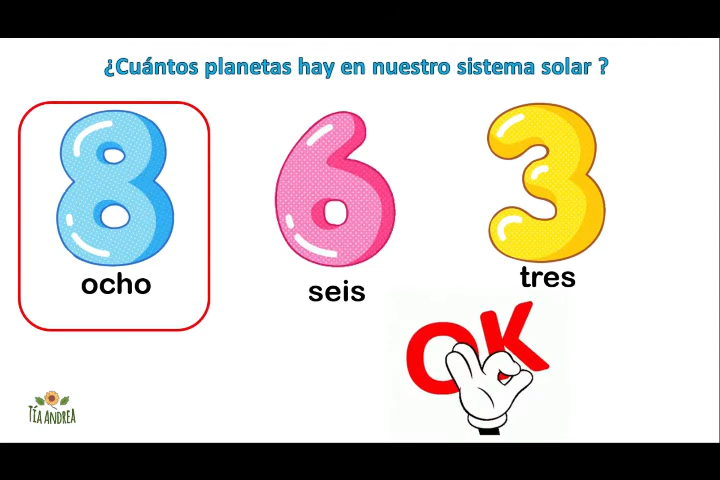 ¿Cuántos planetas hay en nuestro sistema solar ?
8 6 3
ocho seis tres
OK
TÍA ANDREA